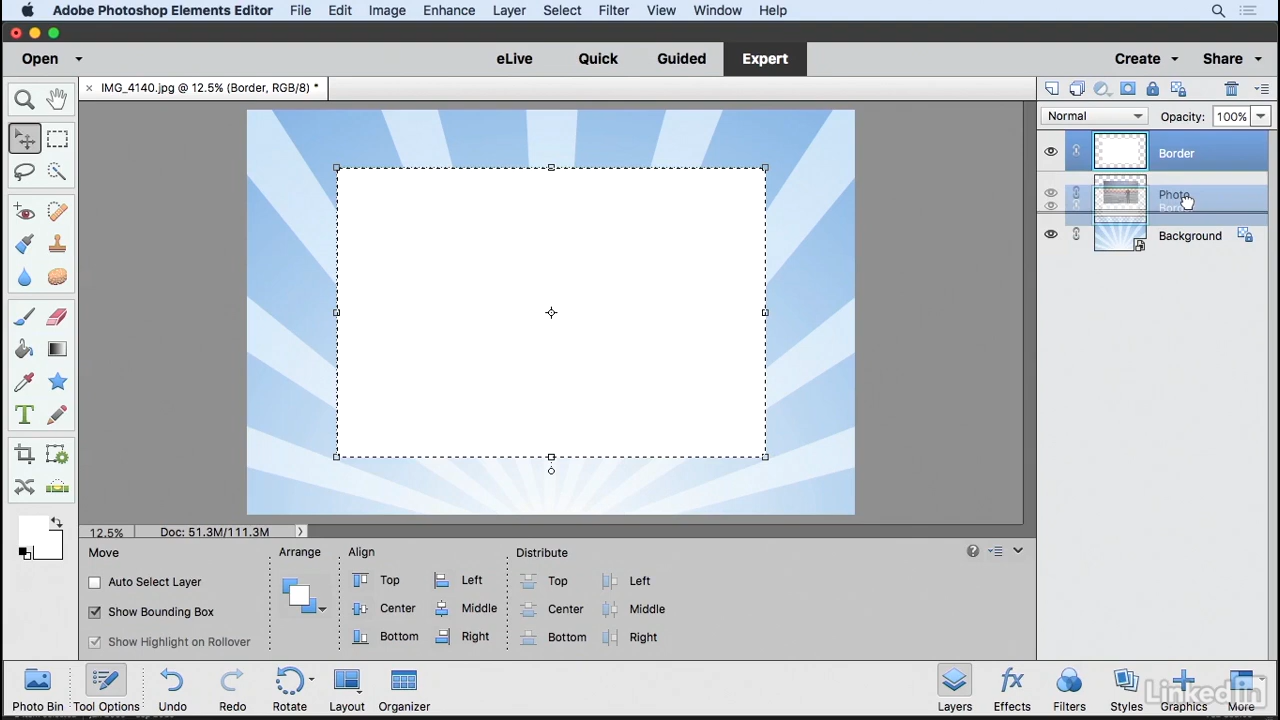 Adobe Photoshop Elements Editor File Edit Image Enhance Layer Select Filter View Window Help
Open eLive Quick Guided Expert Create Share
× IMG_4140.jpg @ 12.5% (Border, RGB/8) *
Normal Opacity: 100%
Border
Photo
Border
Background
T
12.5% Doc: 51.3M/111.3M
Move Arrange Align Distribute
Auto Select Layer Top Left Top Left
Show Bounding Box Center Middle Center Middle
Show Highlight on Rollover Bottom Right Bottom Right
Photo Bin Tool Options Undo Redo Rotate Layout Organizer Layers fx Effects Filters Styles Graphics More
LinkedIn